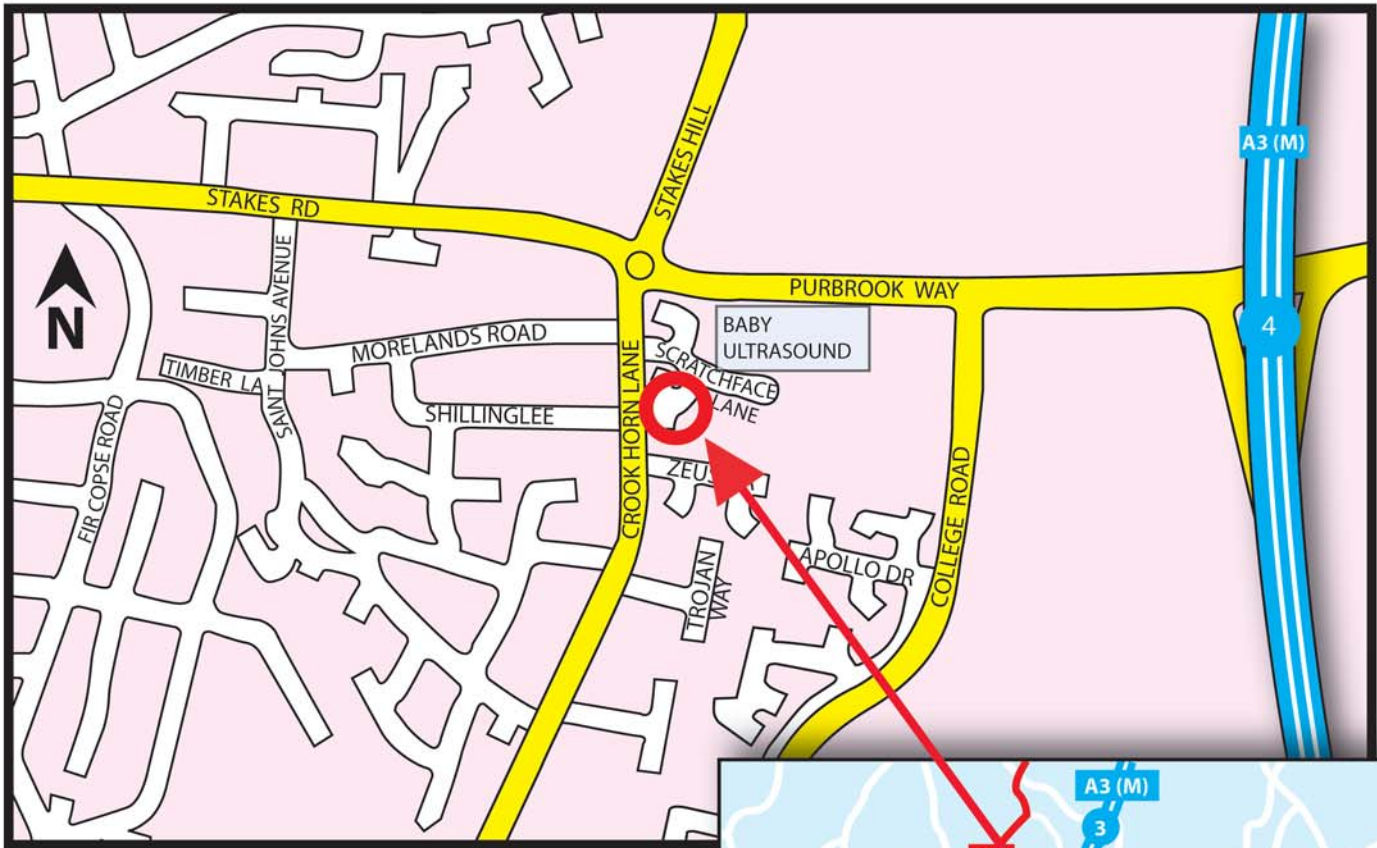 A3 (M)
STAKES HILL
STAKES RD
SAINT JOHNS AVENUE
PURBROOK WAY
N
BABY
ULTRASOUND
4
MORELANDS ROAD
SCRATCHFACE
LANE
TIMBER LA
SHILLINGLEE
CROOK HORN LANE
FIR COPSE ROAD
ZEUS
COLLEGE ROAD
APOLLO DR
TROJAN
WAY
A3 (M)
3